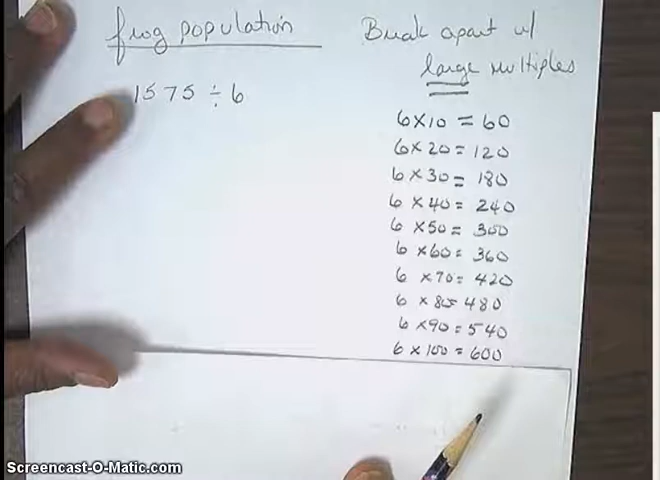 frog population
1575 ÷ 6
Break apart w/
large multiples
6 × 10 = 60
6 × 20 = 120
6 × 30 = 180
6 × 40 = 240
6 × 50 = 300
6 × 60 = 360
6 × 70 = 420
6 × 80 = 480
6 × 90 = 540
6 × 100 = 600
Screencast-O-Matic.com